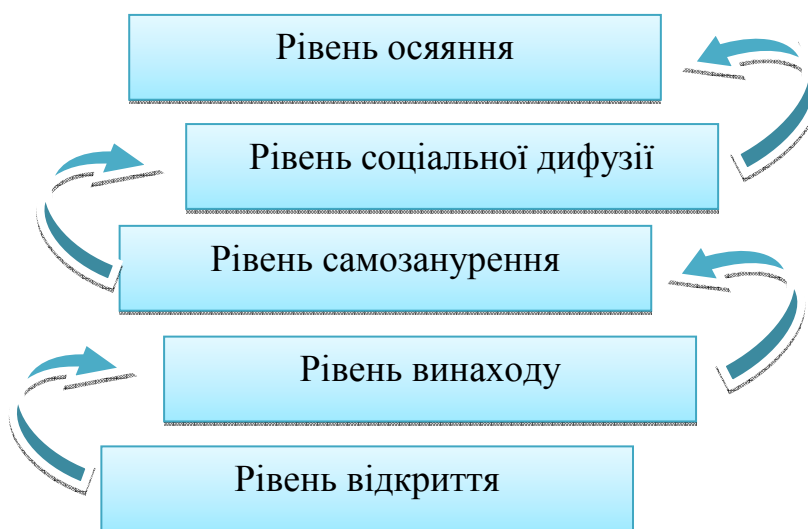 Рівень осяяння
Рівень соціальної дифузії
Рівень самозанурення
Рівень винаходу
Рівень відкриття